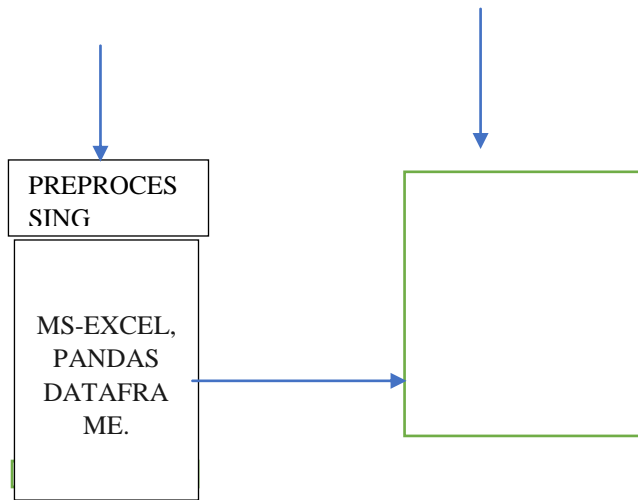 PREPROCES
SING
MS-EXCEL,
PANDAS
DATAFRA
ME.